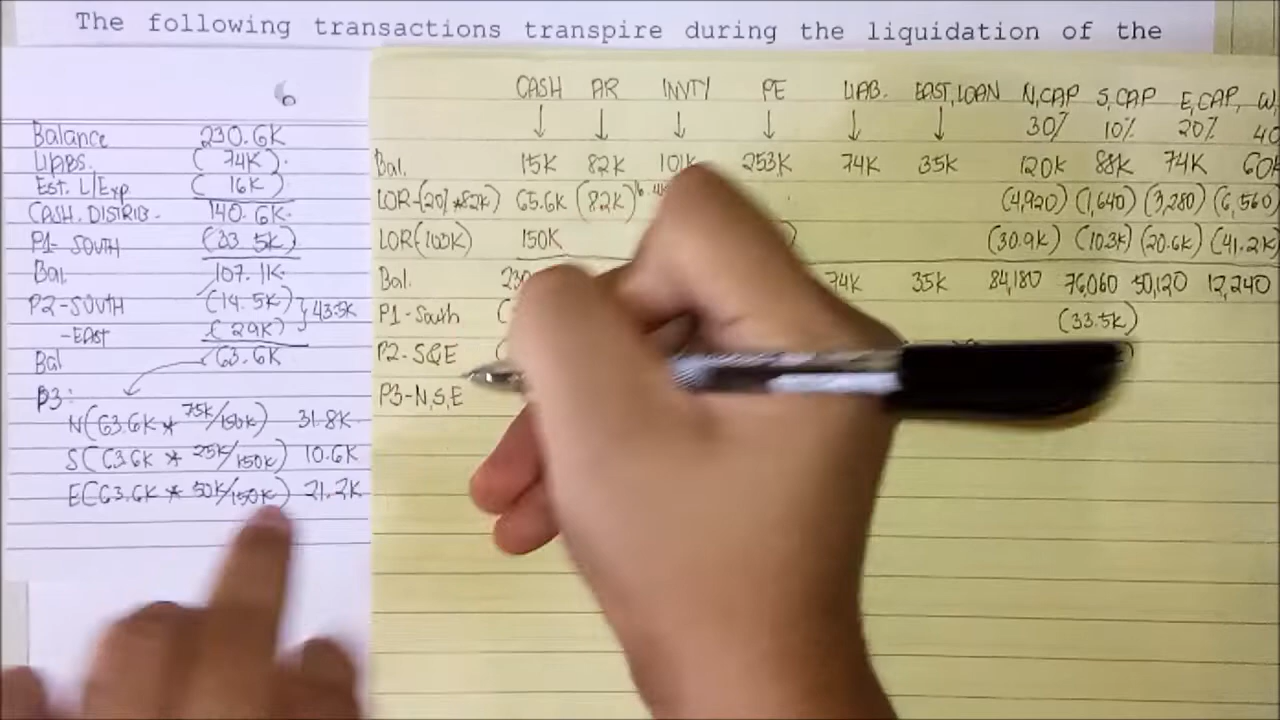 The following transactions transpire during the liquidation of the
6
Balance 230.6K
LIABS. (74K).
Est. L/Exp (16K)
CASH. DISTRIB- 140.6K.
P1- SOUTH (33.5K)
Bal 107.1K.
P2-SOUTH (14.5K) } 43.5K
-EAST (29K)
Bal 63.6K
P3:
N(63.6K * 75K/150K) 31.8K
S(63.6K * 25K/150K) 10.6K
E(63.6K * 50K/150K) 21.2K
CASH AR INVTY PE LIAB. EAST, LOAN N,CAP S,CAP E,CAP, W,
30% 10% 20% 40
Bal. 15K 82K 101K 253K 74K 35K 120K 88K 74K 60K
LOR-(20%*82K) 65.6K (82K) (4,920) (1,640) (3,280) (6,560)
LOR(103K) 150K (30.9K) (10.3K) (20.6K) (41.2K)
Bal. 74K 35K 84,180 76,060 50,120 12,240
P1-South (33.5K)
P2-S&E
P3-N,S,E